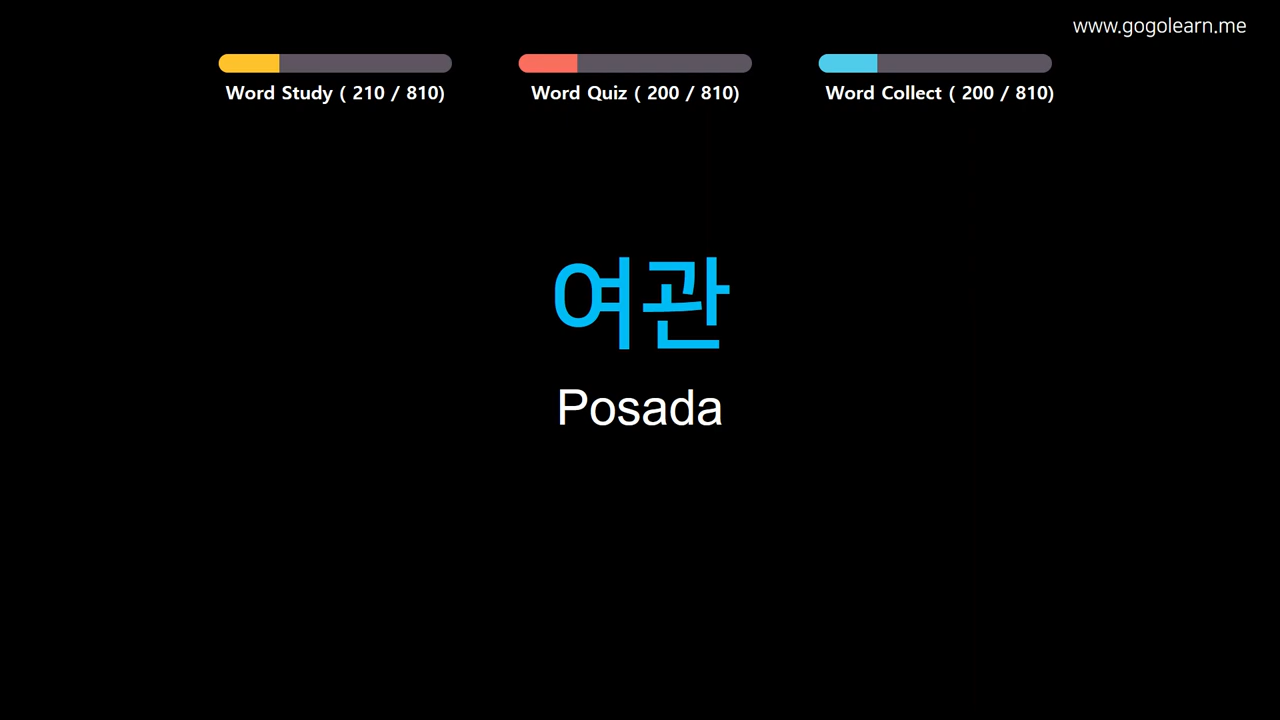 www.gogolearn.me
Word Study ( 210 / 810)
Word Quiz ( 200 / 810)
Word Collect ( 200 / 810)
여관
Posada